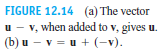 FIGURE 12.14 (a) The vector
u − v, when added to v, gives u.
(b) u − v = u + (−v).